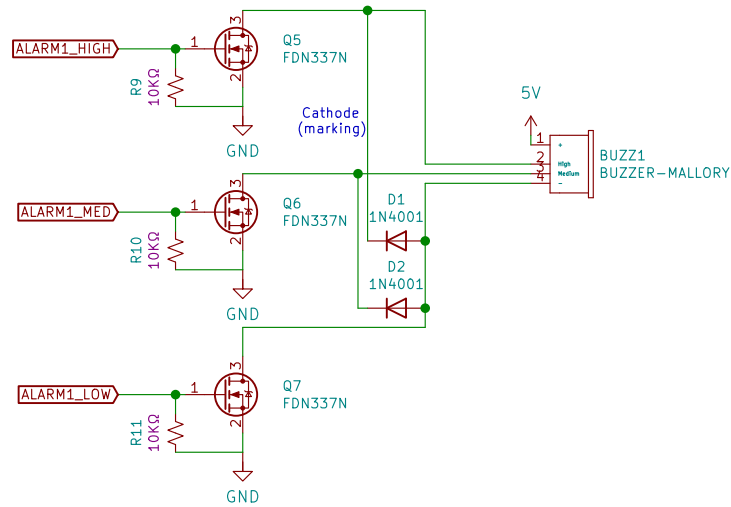 3
ALARM1_HIGH
1
Q5
FDN337N
R9
10KΩ
2
GND
Cathode
(marking)
5V
1
+
2
High
3
Medium
4
-
BUZZ1
BUZZER-MALLORY
3
ALARM1_MED
1
Q6
FDN337N
R10
10KΩ
2
GND
D1
1N4001
D2
1N4001
3
ALARM1_LOW
1
Q7
FDN337N
R11
10KΩ
2
GND